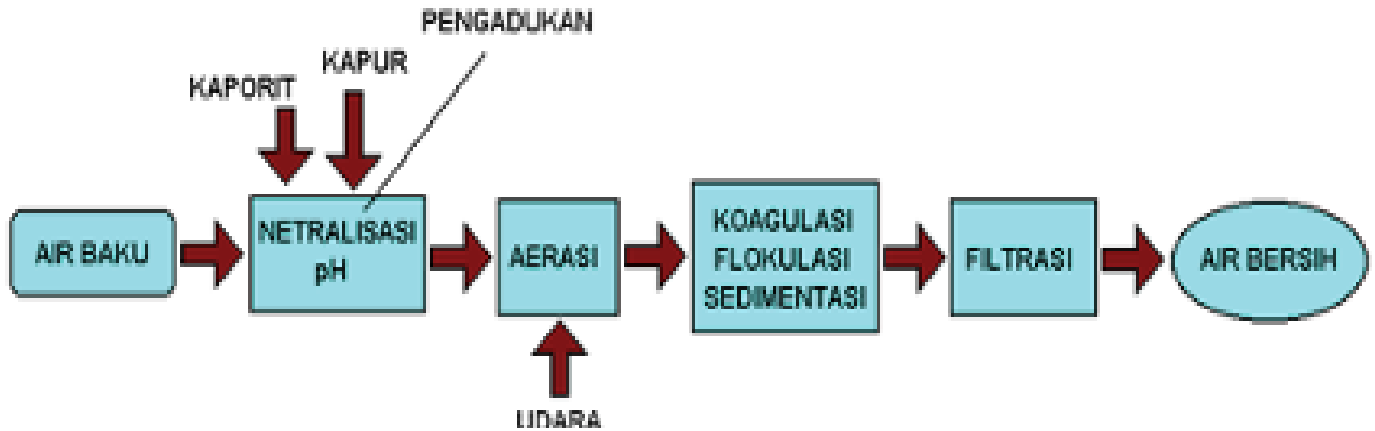 PENGADUKAN
KAPUR
KAPORIT
AIR BAKU
NETRALISASI
pH
AERASI
KOAGULASI
FLOKULASI
SEDIMENTASI
FILTRASI
AIR BERSIH
UDARA